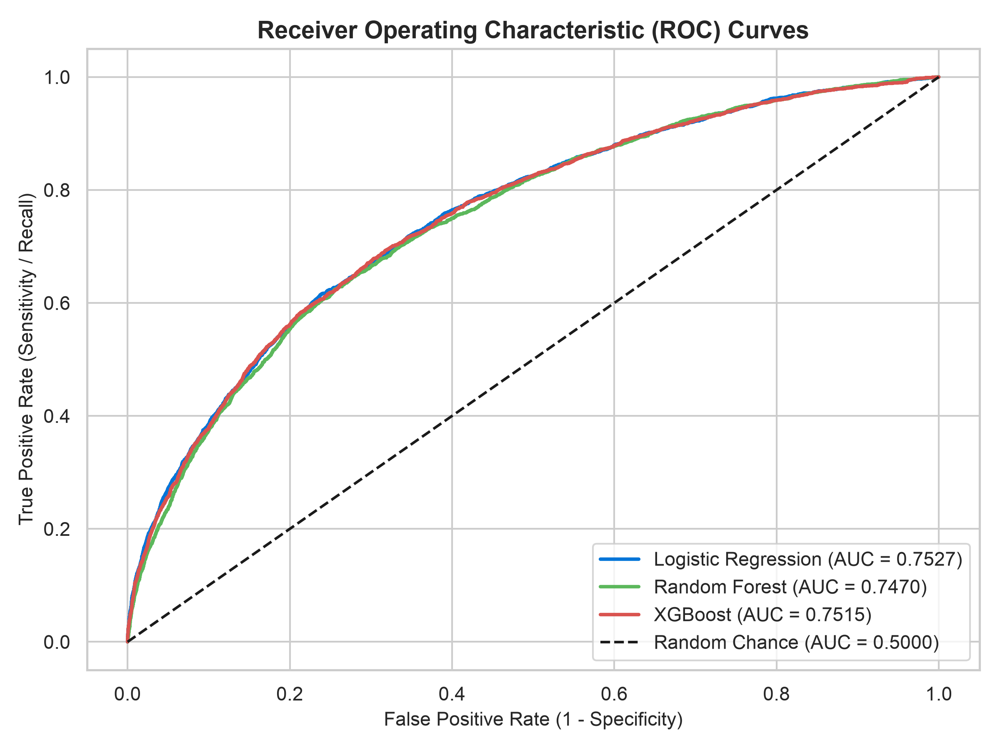 Receiver Operating Characteristic (ROC) Curves
True Positive Rate (Sensitivity / Recall)
1.0
0.8
0.6
0.4
0.2
0.0
Logistic Regression (AUC = 0.7527)
Random Forest (AUC = 0.7470)
XGBoost (AUC = 0.7515)
Random Chance (AUC = 0.5000)
0.0 0.2 0.4 0.6 0.8 1.0
False Positive Rate (1 - Specificity)